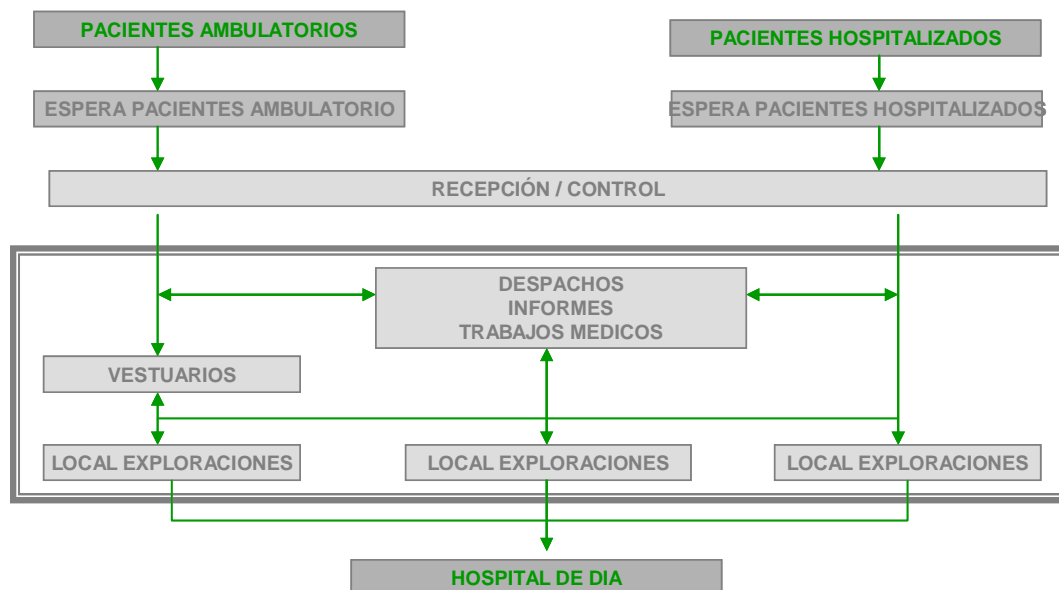 PACIENTES AMBULATORIOS
PACIENTES HOSPITALIZADOS
ESPERA PACIENTES AMBULATORIO
ESPERA PACIENTES HOSPITALIZADOS
RECEPCIÓN / CONTROL
DESPACHOS
INFORMES
TRABAJOS MEDICOS
VESTUARIOS
LOCAL EXPLORACIONES
LOCAL EXPLORACIONES
LOCAL EXPLORACIONES
HOSPITAL DE DIA